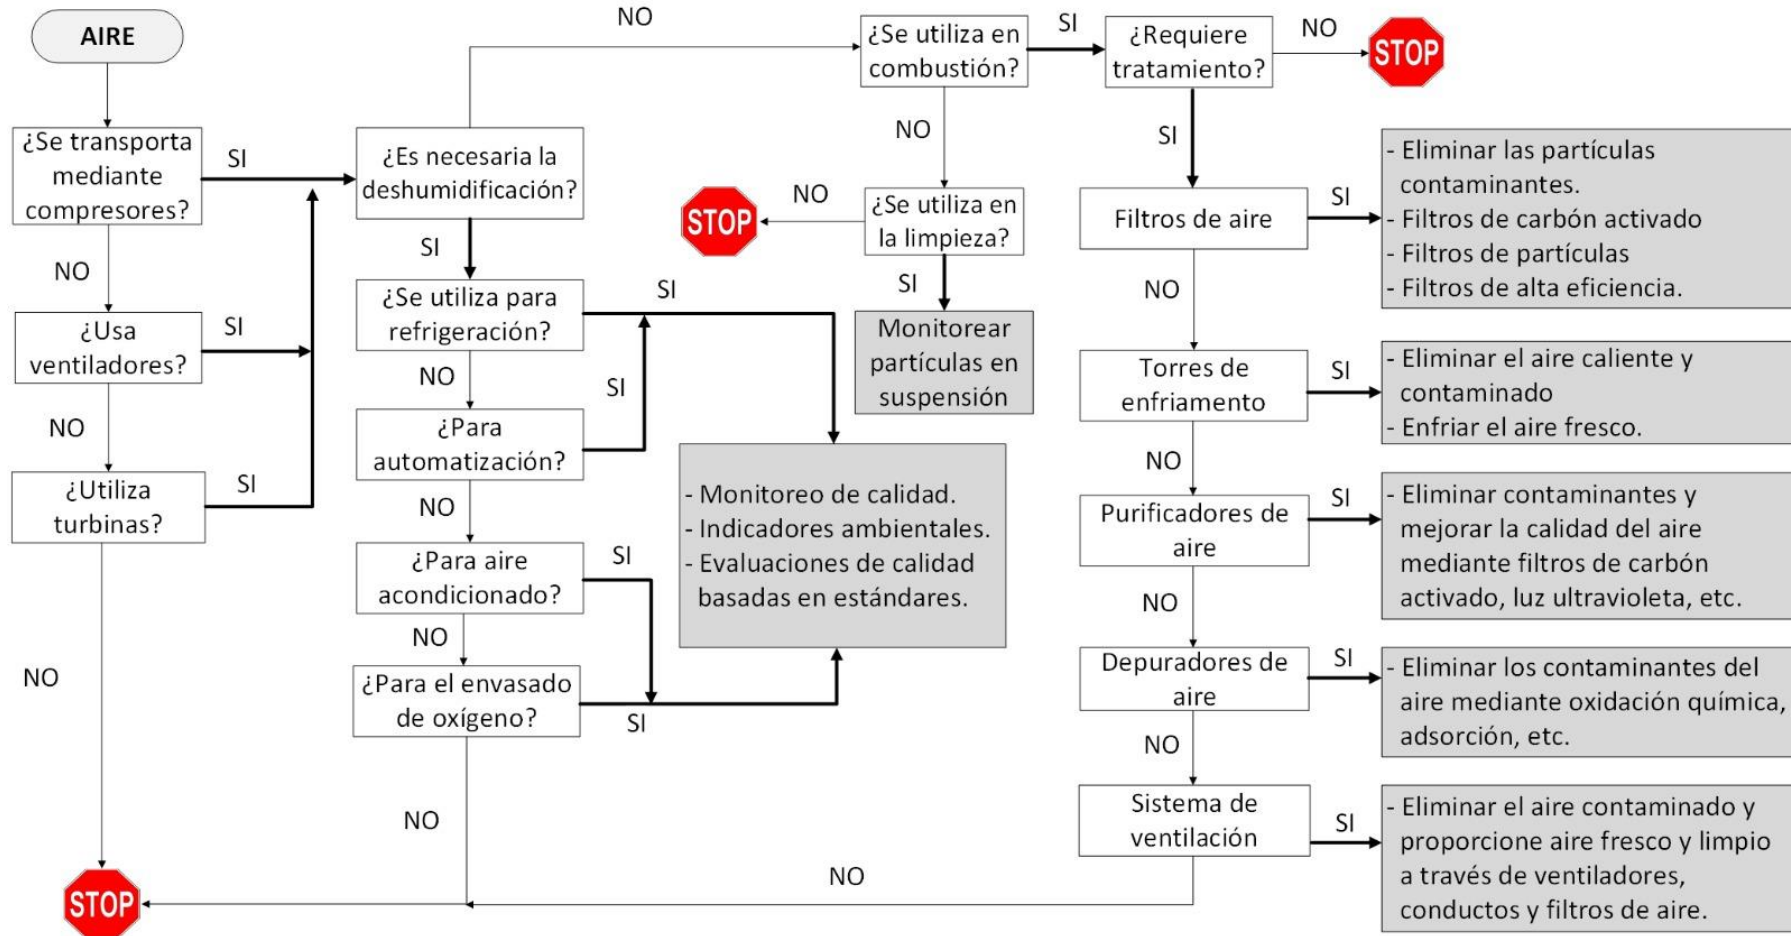 AIRE
¿Se transporta
mediante
compresores?
SI
NO
¿Usa
ventiladores?
SI
NO
¿Utiliza
turbinas?
SI
NO
STOP
¿Es necesaria la
deshumidificación?
NO
SI
¿Se utiliza para
refrigeración?
SI
NO
¿Para
automatización?
SI
NO
¿Para aire
acondicionado?
SI
NO
¿Para el envasado
de oxígeno?
SI
NO
- Monitoreo de calidad.
- Indicadores ambientales.
- Evaluaciones de calidad
basadas en estándares.
¿Se utiliza en
combustión?
SI
NO
¿Se utiliza en
la limpieza?
NO
STOP
SI
Monitorear
partículas en
suspensión
¿Requiere
tratamiento?
NO
STOP
SI
Filtros de aire
SI
- Eliminar las partículas
contaminantes.
- Filtros de carbón activado
- Filtros de partículas
- Filtros de alta eficiencia.
NO
Torres de
enfriamento
SI
- Eliminar el aire caliente y
contaminado
- Enfriar el aire fresco.
NO
Purificadores de
aire
SI
- Eliminar contaminantes y
mejorar la calidad del aire
mediante filtros de carbón
activado, luz ultravioleta, etc.
NO
Depuradores de
aire
SI
- Eliminar los contaminantes del
aire mediante oxidación química,
adsorción, etc.
NO
Sistema de
ventilación
SI
- Eliminar el aire contaminado y
proporcione aire fresco y limpio
a través de ventiladores,
conductos y filtros de aire.
NO